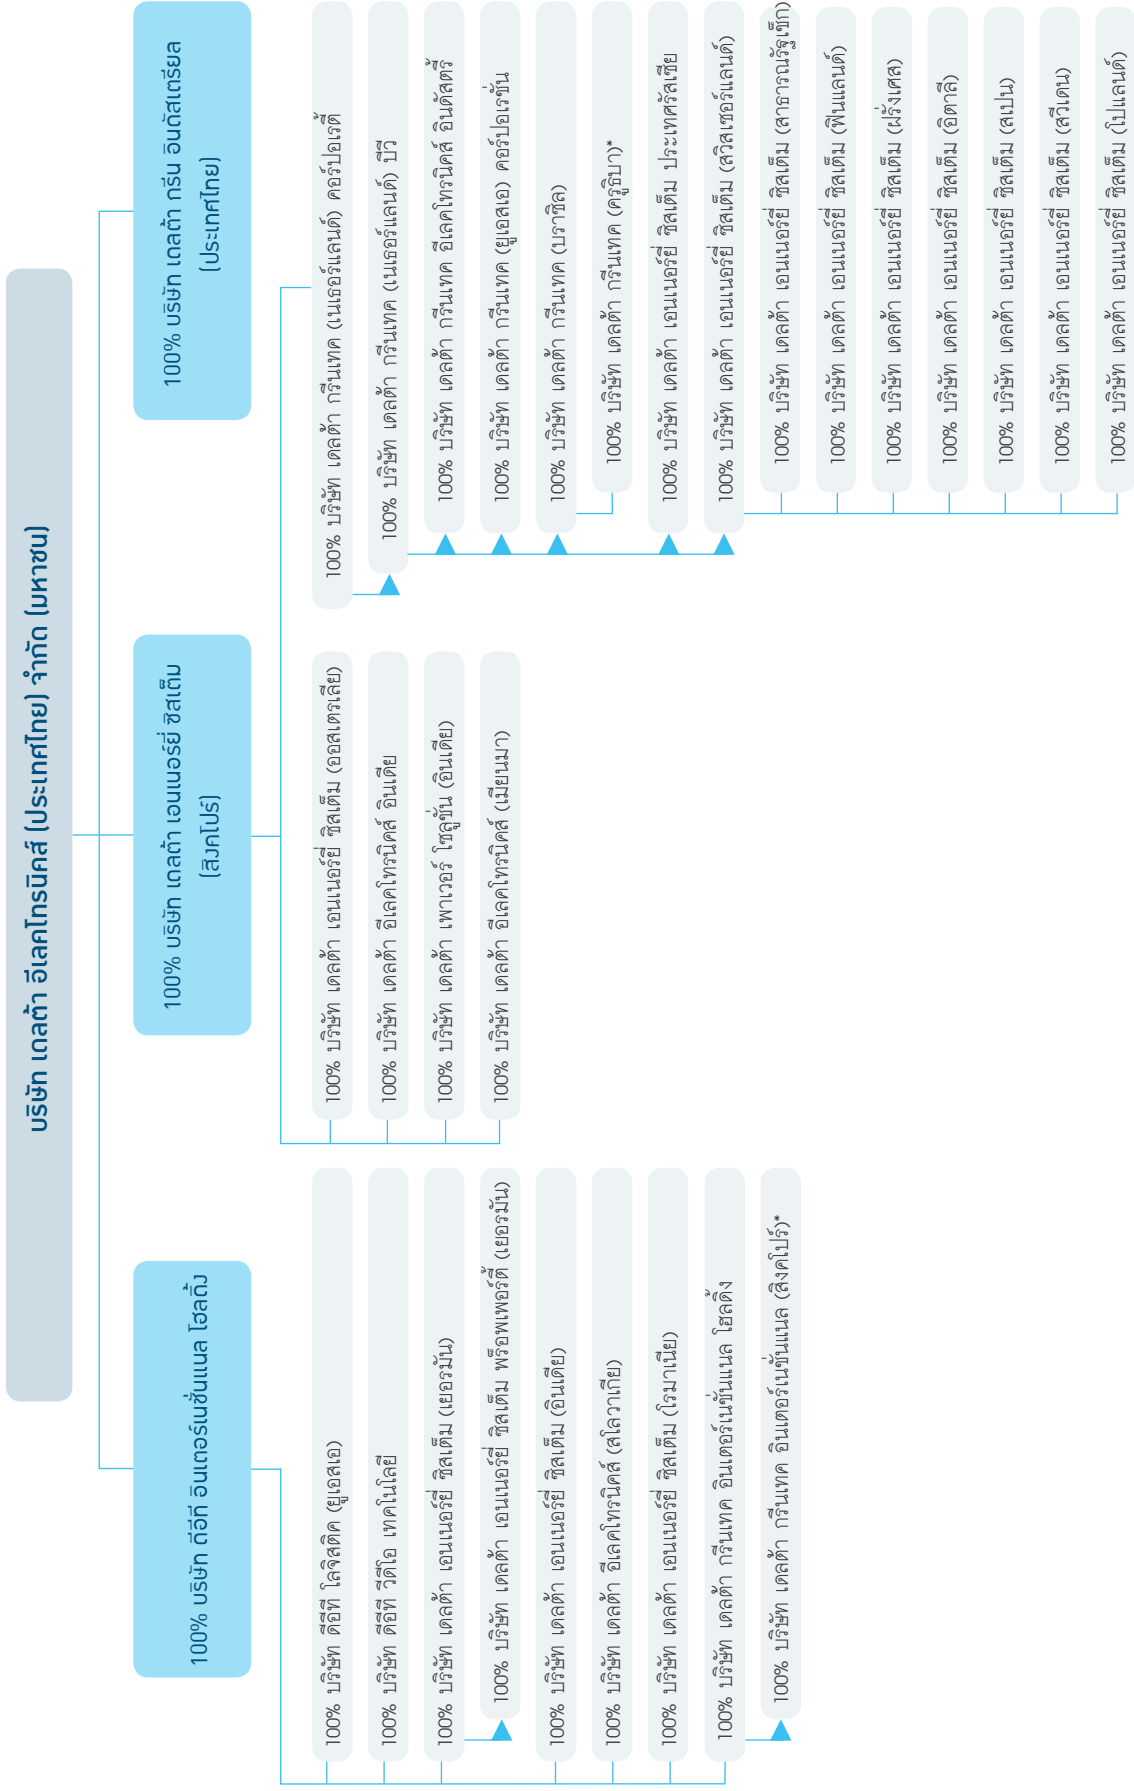 บริษัท เดลต้า อีเลคโทรนิคส์ (ประเทศไทย) จำกัด (มหาชน)
100% บริษัท ดีอีที อินเตอร์เนชั่นแนล โฮลดิ้ง
100% บริษัท ดีอีที โลจิสติค (ยูเอสเอ)
100% บริษัท ดีอีที วีดีโอ เทคโนโลยี
100% บริษัท เดลต้า เอนเนอร์ยี่ ซิสเต็ม (เยอรมัน)
100% บริษัท เดลต้า เอนเนอร์ยี่ ซิสเต็ม พร็อพเพอร์ตี้ (เยอรมัน)
100% บริษัท เดลต้า เอนเนอร์ยี่ ซิสเต็ม (อินเดีย)
100% บริษัท เดลต้า อีเลคโทรนิคส์ (สโลวาเกีย)
100% บริษัท เดลต้า เอนเนอร์ยี่ ซิสเต็ม (โรมาเนีย)
100% บริษัท เดลต้า กรีนเทค อินเตอร์เนชั่นแนล โฮลดิ้ง
100% บริษัท เดลต้า กรีนเทค อินเตอร์เนชั่นแนล (สิงคโปร์)*
100% บริษัท เดลต้า เอนเนอร์ยี่ ซิสเต็ม
(สิงคโปร์)
100% บริษัท เดลต้า เอนเนอร์ยี่ ซิสเต็ม (ออสเตรเลีย)
100% บริษัท เดลต้า อีเลคโทรนิคส์ อินเดีย
100% บริษัท เดลต้า เพาเวอร์ โซลูชั่น (อินเดีย)
100% บริษัท เดลต้า อีเลคโทรนิคส์ (เมียนมา)
100% บริษัท เดลต้า กรีนเทค (เนเธอร์แลนด์) คอร์ปอเรตี้
100% บริษัท เดลต้า กรีนเทค (เนเธอร์แลนด์) บีวี
100% บริษัท เดลต้า กรีนเทค อีเลคโทรนิคส์ อินดัสตรี้
100% บริษัท เดลต้า กรีนเทค (ยูเอสเอ) คอร์ปอเรชั่น
100% บริษัท เดลต้า กรีนเทค (บราซิล)
100% บริษัท เดลต้า กรีนเทค (ครูริบา)*
100% บริษัท เดลต้า เอนเนอร์ยี่ ซิสเต็ม ประเทศรัสเซีย
100% บริษัท เดลต้า เอนเนอร์ยี่ ซิสเต็ม (สวิสเซอร์แลนด์)
100% บริษัท เดลต้า เอนเนอร์ยี่ ซิสเต็ม (สาธารณรัฐเช็ก)
100% บริษัท เดลต้า เอนเนอร์ยี่ ซิสเต็ม (ฟินแลนด์)
100% บริษัท เดลต้า เอนเนอร์ยี่ ซิสเต็ม (ฝรั่งเศส)
100% บริษัท เดลต้า เอนเนอร์ยี่ ซิสเต็ม (อิตาลี)
100% บริษัท เดลต้า เอนเนอร์ยี่ ซิสเต็ม (สเปน)
100% บริษัท เดลต้า เอนเนอร์ยี่ ซิสเต็ม (สวีเดน)
100% บริษัท เดลต้า เอนเนอร์ยี่ ซิสเต็ม (โปแลนด์)
100% บริษัท เดลต้า กรีน อินดัสเตรียล
(ประเทศไทย)